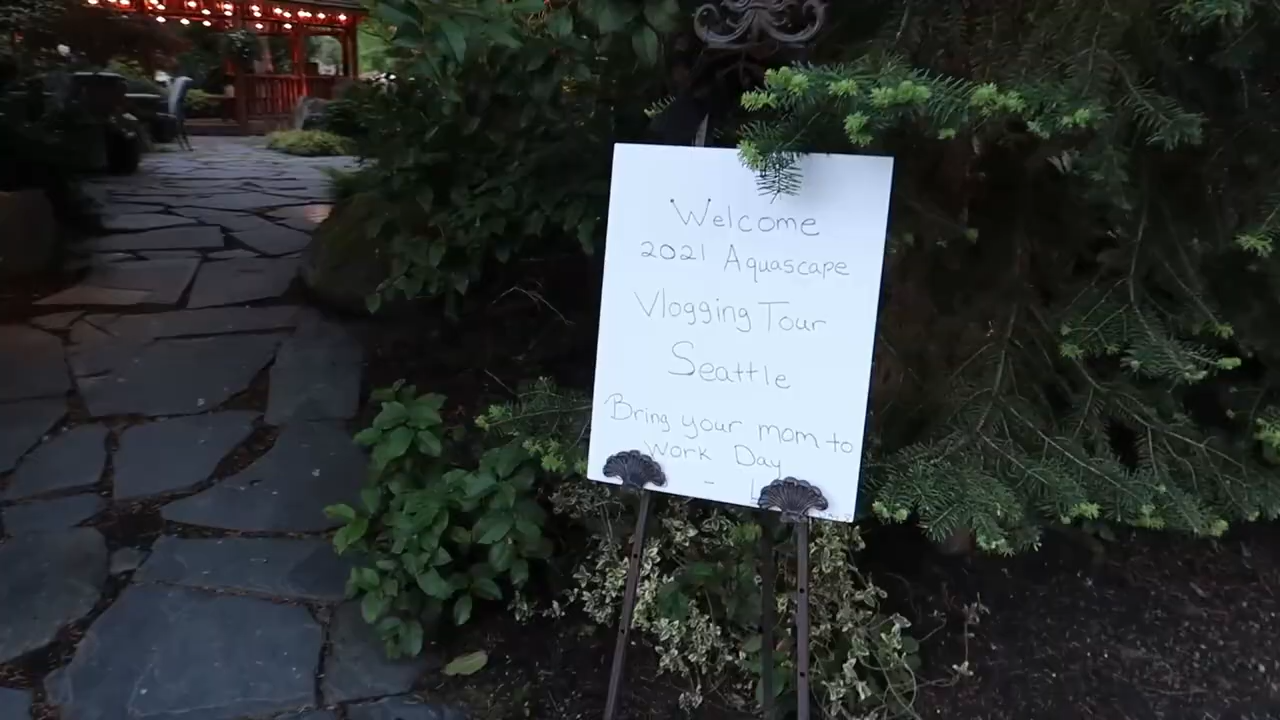 Welcome
2021 Aquascape
Vlogging Tour
Seattle
Bring your mom to
Work Day
-